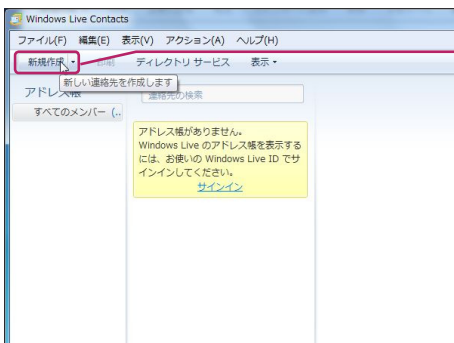 Windows Live Contacts
ファイル(F) 編集(E) 表示(V) アクション(A) ヘルプ(H)
新規作成 ディレクトリ サービス 表示
新しい連絡先を作成します
アドレス帳
連絡先の検索
すべてのメンバー (..
アドレス帳がありません。
Windows Live のアドレス帳を表示する
には、お使いの Windows Live ID でサ
インインしてください。
サインイン